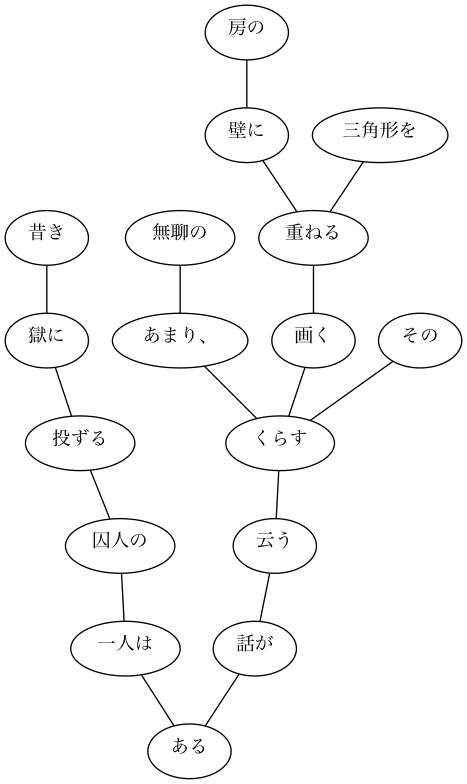 房の
壁に 三角形を
昔き 無聊の 重ねる
獄に あまり、 画く その
投ずる くらす
囚人の 云う
一人は 話が
ある